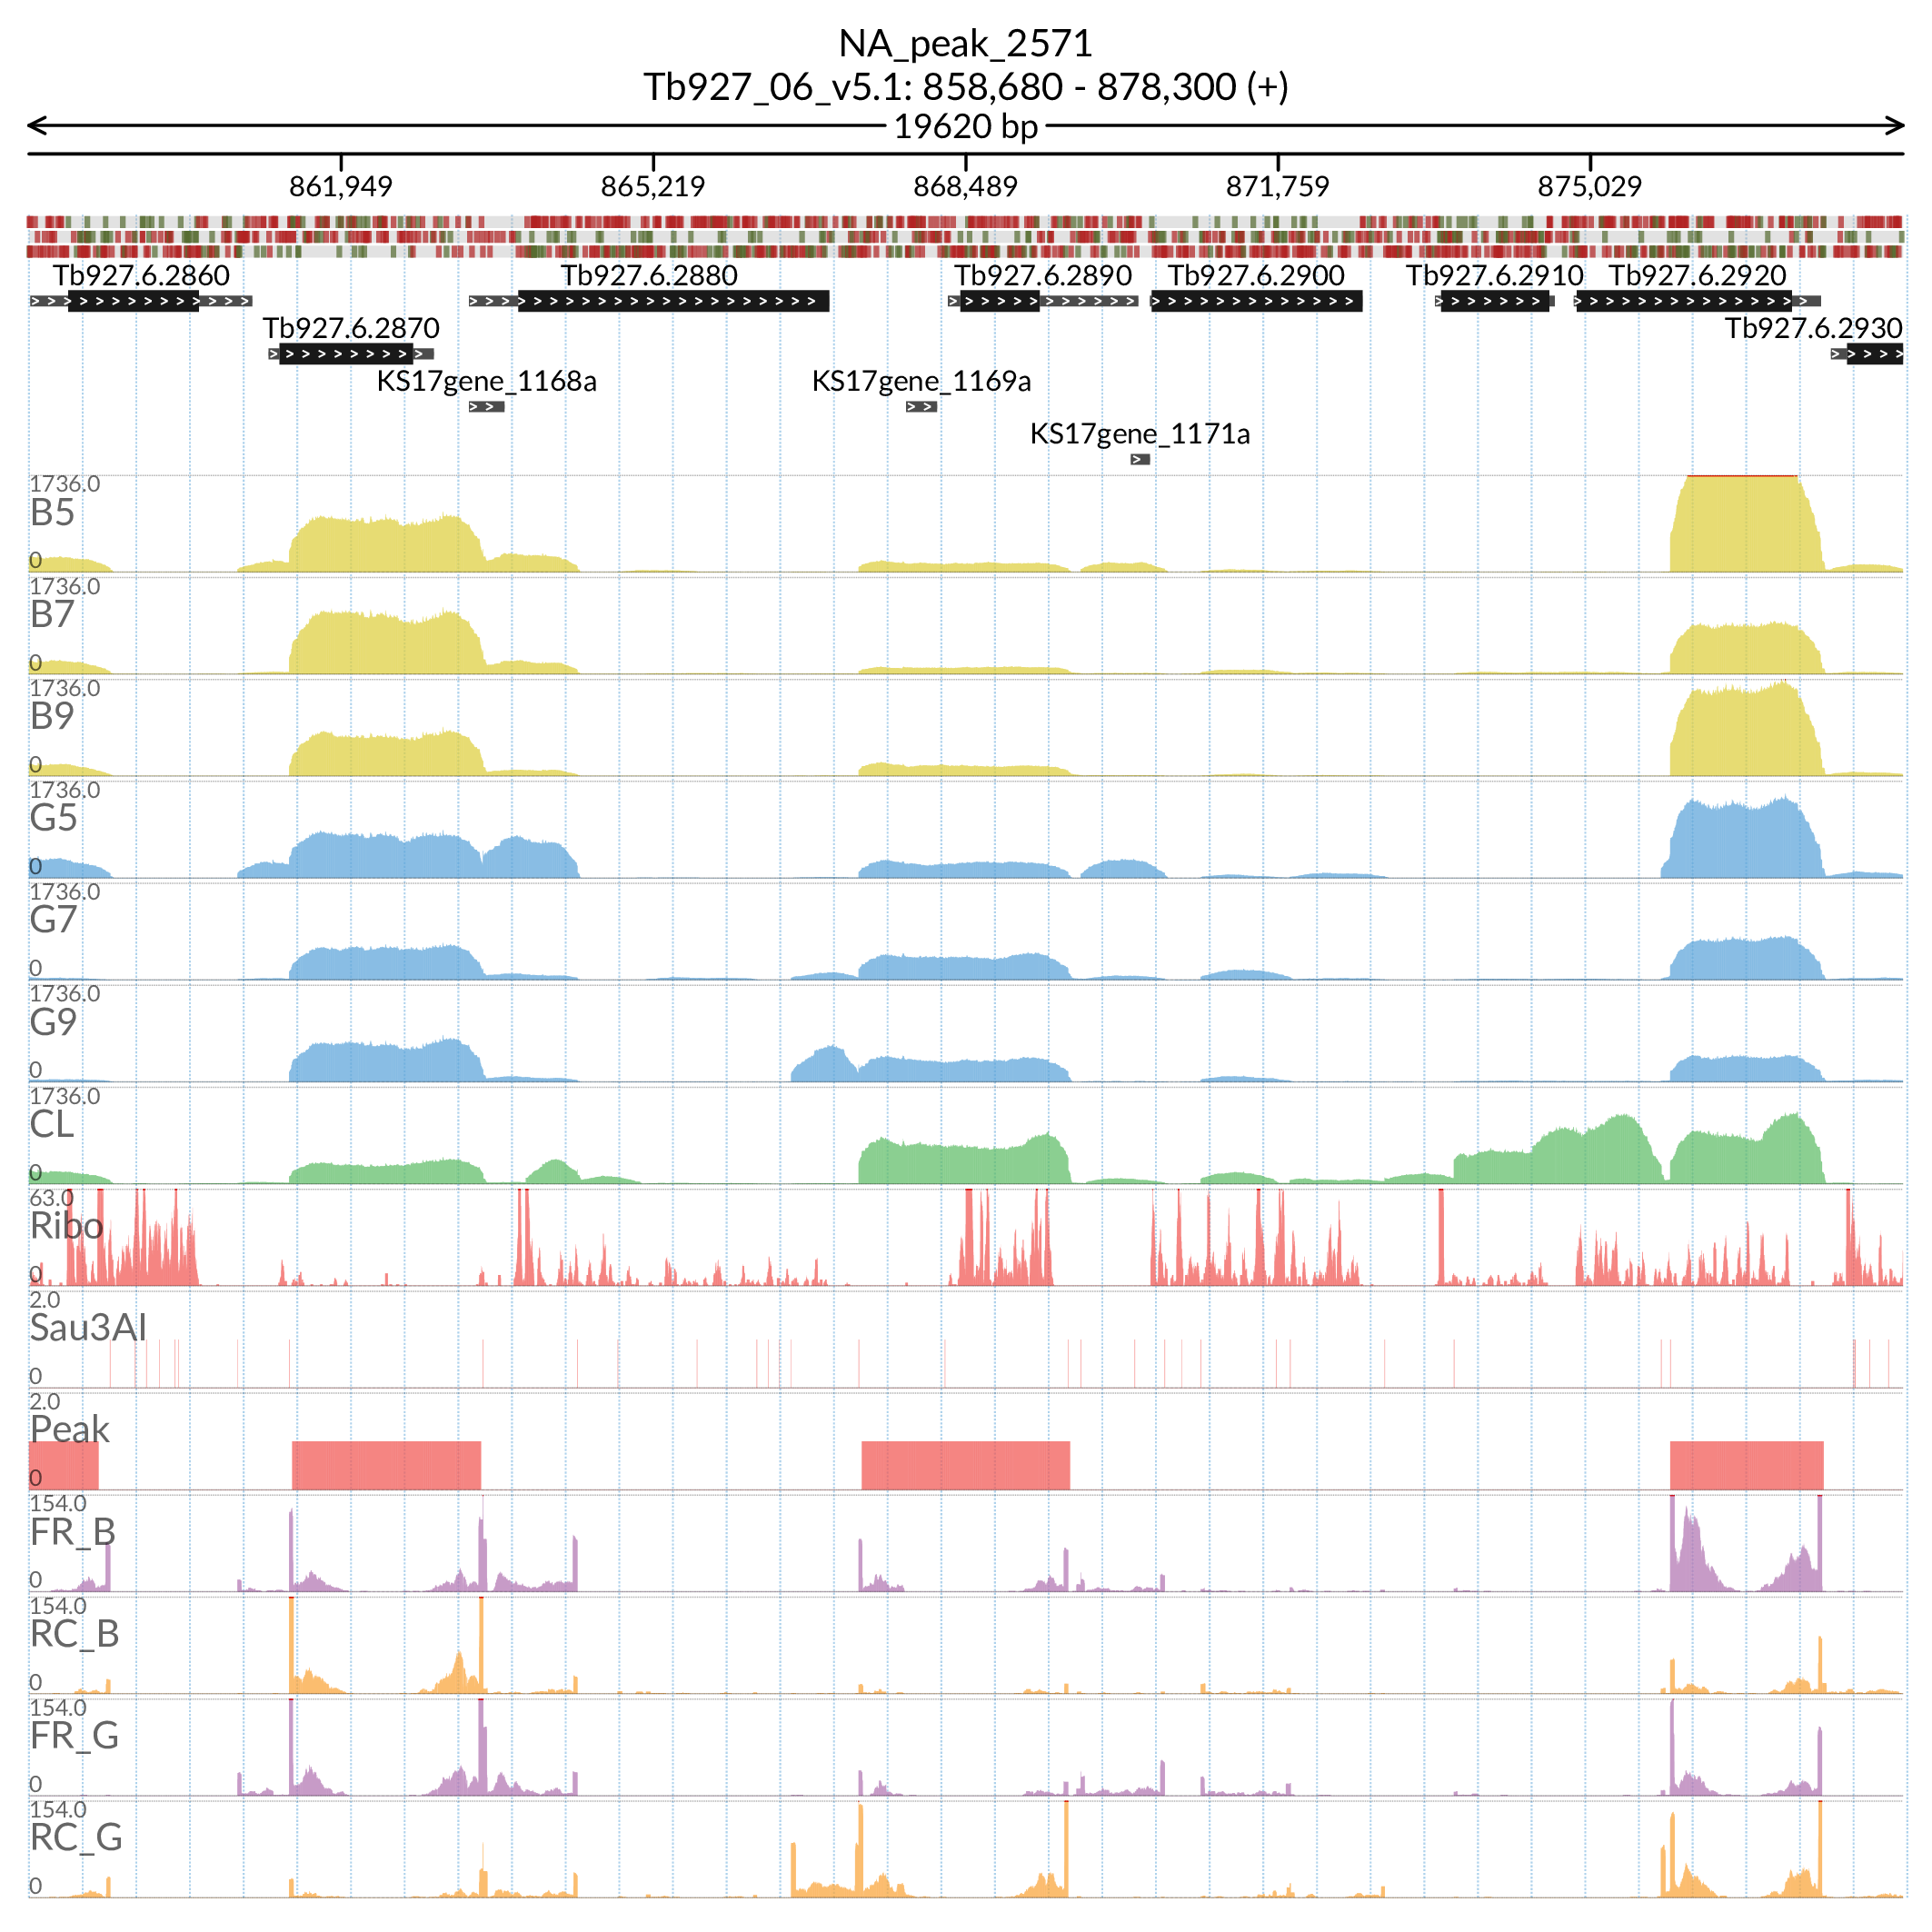 NA_peak_2571
Tb927_06_v5.1: 858,680 - 878,300 (+)
19620 bp
861,949 865,219 868,489 871,759 875,029
Tb927.6.2860 Tb927.6.2880 Tb927.6.2890 Tb927.6.2900 Tb927.6.2910 Tb927.6.2920
Tb927.6.2870 Tb927.6.2930
KS17gene_1168a KS17gene_1169a
KS17gene_1171a
1736.0
B5
0
1736.0
B7
0
1736.0
B9
0
1736.0
G5
0
1736.0
G7
0
1736.0
G9
0
1736.0
CL
0
63.0
Ribo
0
2.0
Sau3AI
0
2.0
Peak
0
154.0
FR_B
0
154.0
RC_B
0
154.0
FR_G
0
154.0
RC_G
0